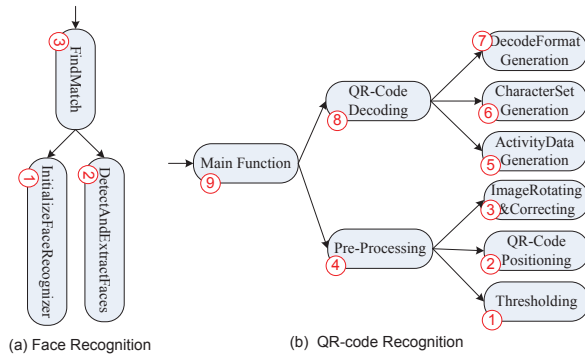 3
FindMatch
1
InitializeFaceRecognizer
2
DetectAndExtractFaces
(a) Face Recognition
Main Function
9
QR-Code
Decoding
8
Pre-Processing
4
7
DecodeFormat
Generation
CharacterSet
6
Generation
ActivityData
5
Generation
ImageRotating
3
&Correcting
QR-Code
2
Positioning
Thresholding
1
(b) QR-code Recognition